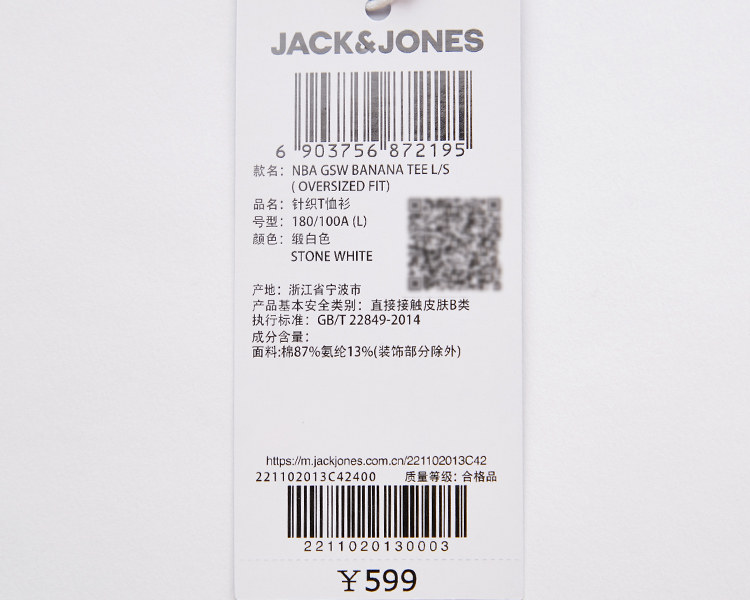 JACK&JONES
6 903756 872195
款名: NBA GSW BANANA TEE L/S
( OVERSIZED FIT)
品名: 针织T恤衫
号型: 180/100A (L)
颜色: 缎白色
STONE WHITE
产地: 浙江省宁波市
产品基本安全类别: 直接接触皮肤B类
执行标准: GB/T 22849-2014
成分含量:
面料:棉87%氨纶13%(装饰部分除外)
https://m.jackjones.com.cn/221102013C42
221102013C42400 质量等级: 合格品
2211020130003
￥599